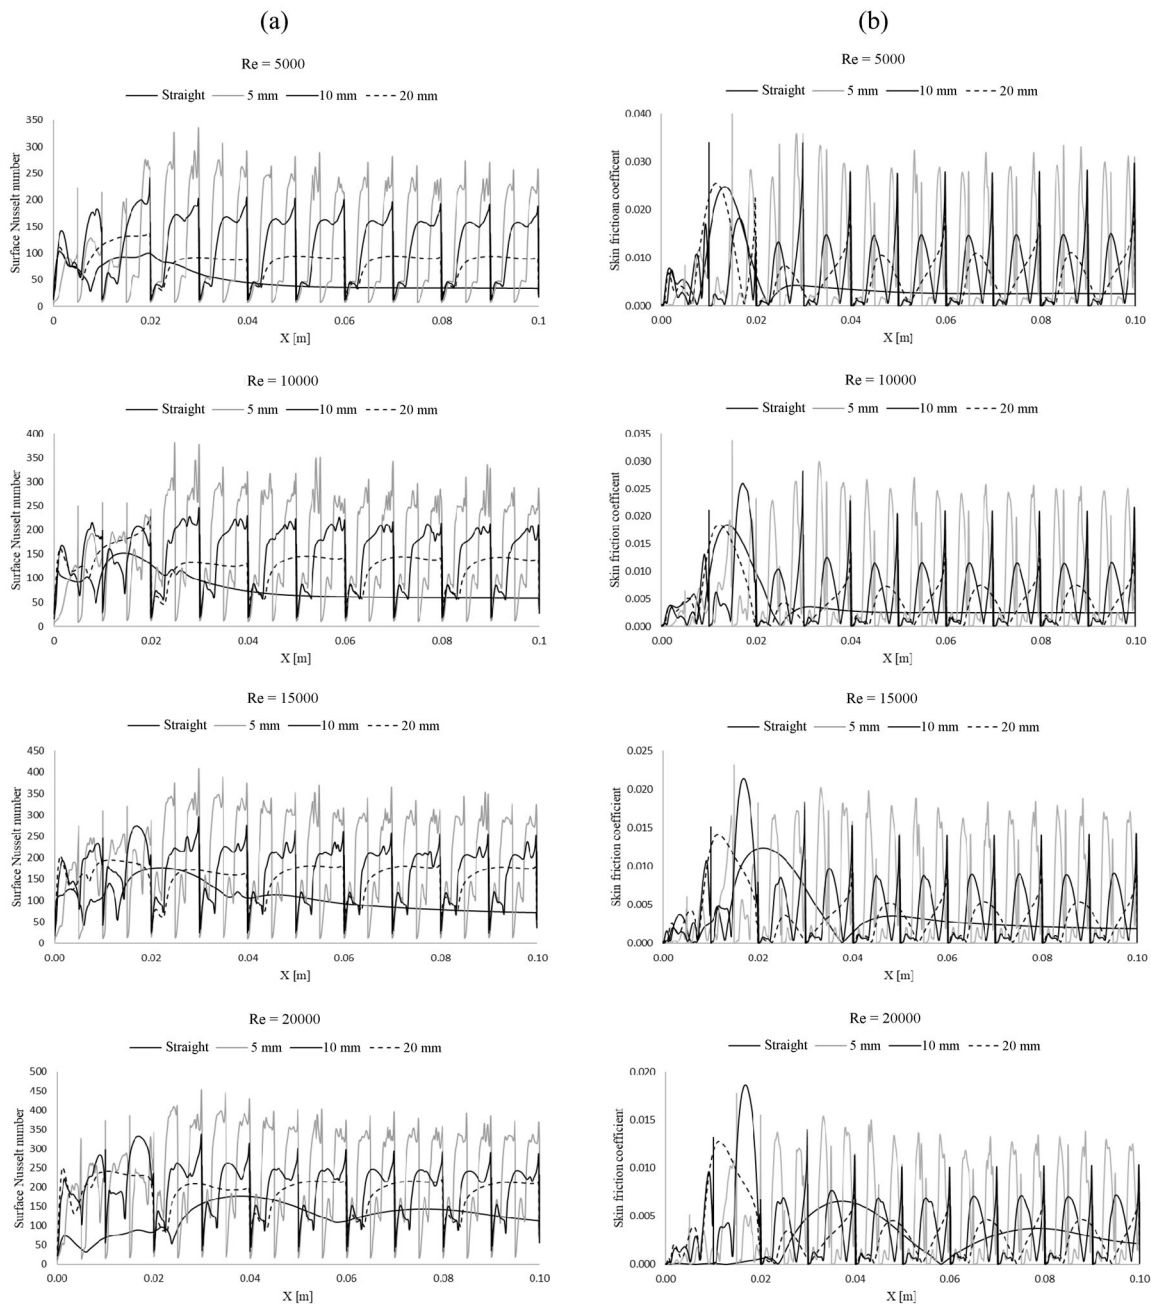 (a)
(b)
Re = 5000
Straight 5 mm 10 mm 20 mm
Surface Nusselt number
350
300
250
200
150
100
50
0
0 0.02 0.04 0.06 0.08 0.1
X [m]
Re = 5000
Straight 5 mm 10 mm 20 mm
Skin frictioan coefficent
0.040
0.030
0.020
0.010
0.000
0.00 0.02 0.04 0.06 0.08 0.10
X [m]
Re = 10000
Straight 5 mm 10 mm 20 mm
Surface Nusselt number
400
350
300
250
200
150
100
50
0
0 0.02 0.04 0.06 0.08 0.1
X [m]
Re = 10000
Straight 5 mm 10 mm 20 mm
Skin friction coefficent
0.035
0.030
0.025
0.020
0.015
0.010
0.005
0.000
0.00 0.02 0.04 0.06 0.08 0.10
X [m]
Re = 15000
Straight 5 mm 10 mm 20 mm
Surface Nusselt number
450
400
350
300
250
200
150
100
50
0
0.00 0.02 0.04 0.06 0.08 0.10
X [m]
Re = 15000
Straight 5 mm 10 mm 20 mm
Skin friction coefficient
0.025
0.020
0.015
0.010
0.005
0.000
0.00 0.02 0.04 0.06 0.08 0.10
X [m]
Re = 20000
Straight 5 mm 10 mm 20 mm
Surface Nusselt number
500
450
400
350
300
250
200
150
100
50
0
0.00 0.02 0.04 0.06 0.08 0.10
X [m]
Re = 20000
Straight 5 mm 10 mm 20 mm
Skin friction coefficient
0.020
0.015
0.010
0.005
0.000
0.00 0.02 0.04 0.06 0.08 0.10
X [m]